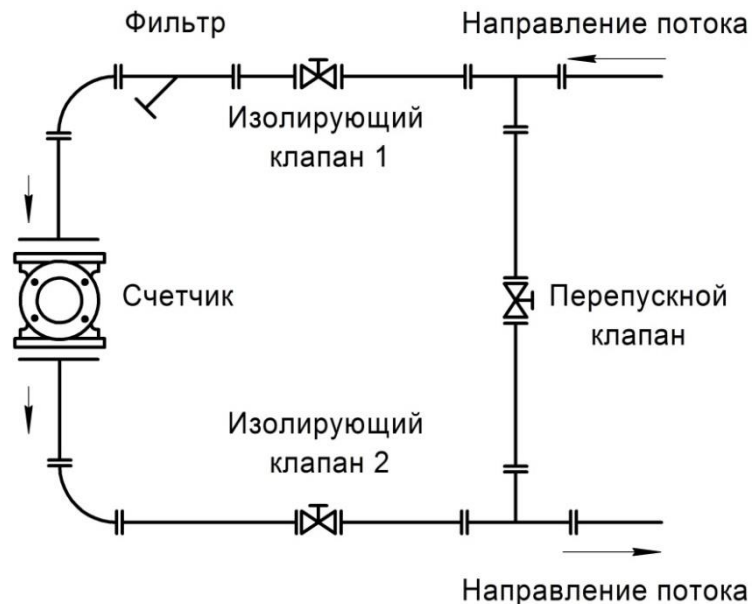 Фильтр
Направление потока
Изолирующий
клапан 1
Счетчик
Перепускной
клапан
Изолирующий
клапан 2
Направление потока